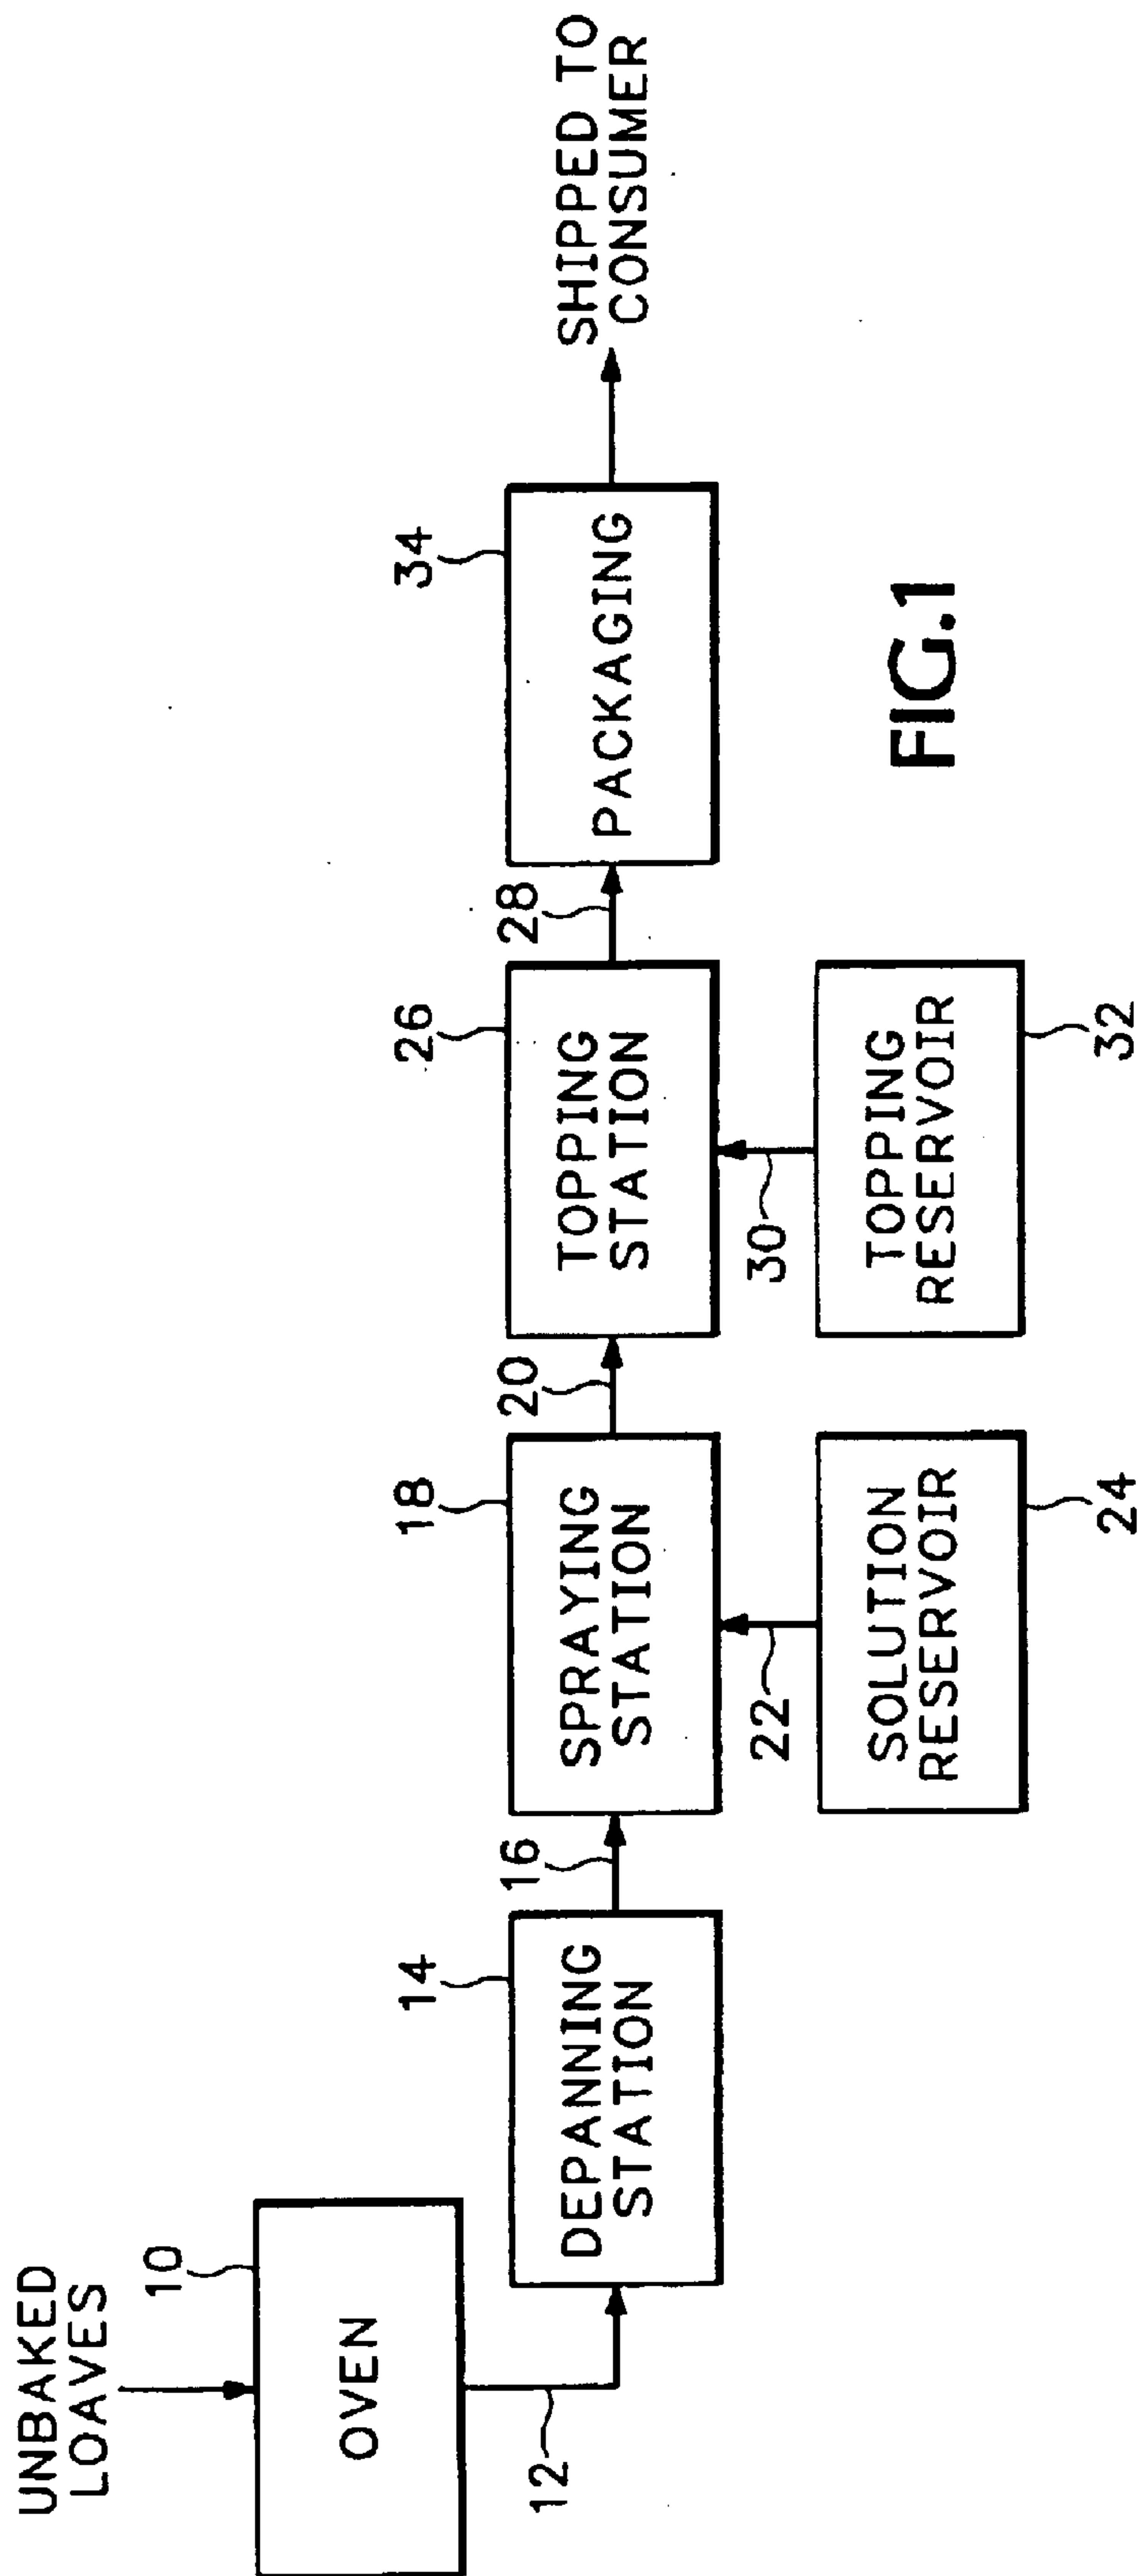 UNBAKED
LOAVES
10
OVEN
12
14
DEPANNING
STATION
16
18
SPRAYING
STATION
20
22
SOLUTION
RESERVOIR
24
26
TOPPING
STATION
28
30
TOPPING
RESERVOIR
32
34
PACKAGING
SHIPPED TO
CONSUMER
FIG.1